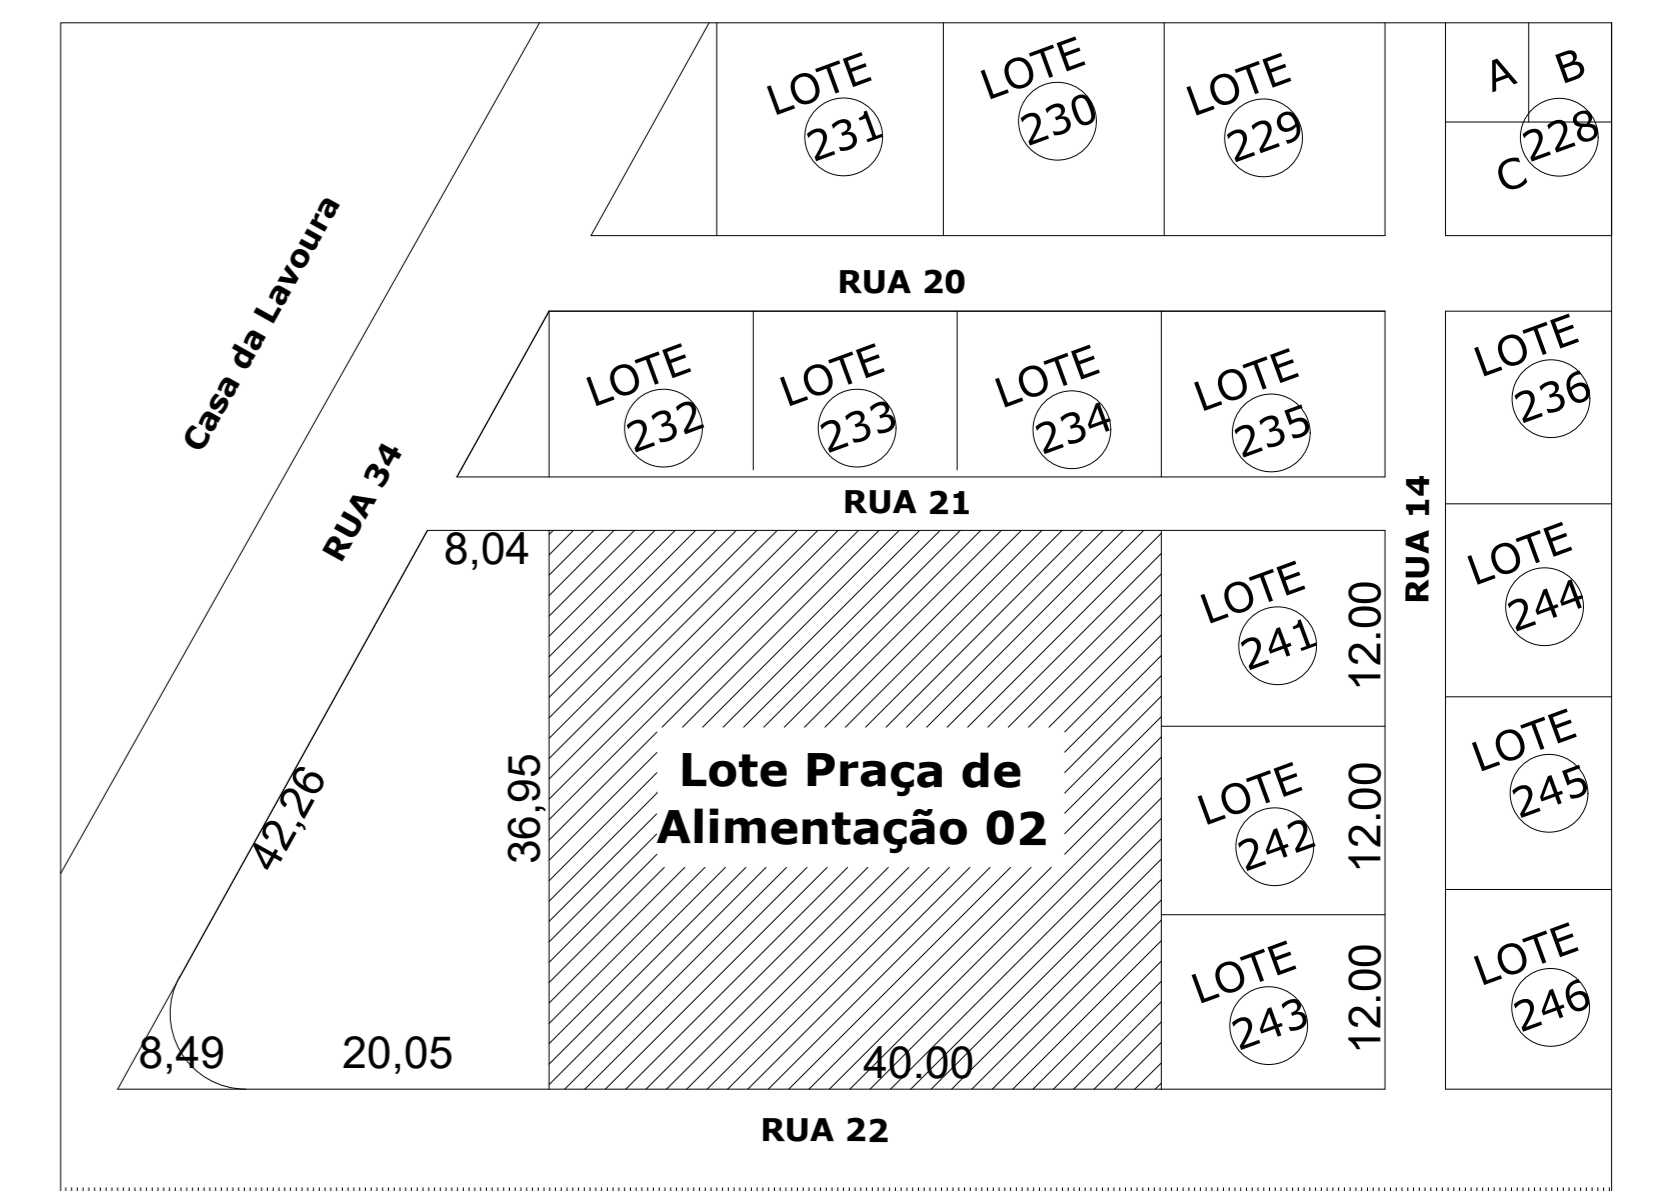 LOTE
231
LOTE
230
LOTE
229
A
B
228
C
Casa da Lavoura
RUA 20
LOTE
232
LOTE
233
LOTE
234
LOTE
235
LOTE
236
RUA 34
RUA 21
RUA 14
8,04
LOTE
241
12.00
LOTE
244
42,26
36,95
Lote Praça de
Alimentação 02
LOTE
242
12.00
LOTE
245
8,49
20,05
40.00
LOTE
243
12.00
LOTE
246
RUA 22